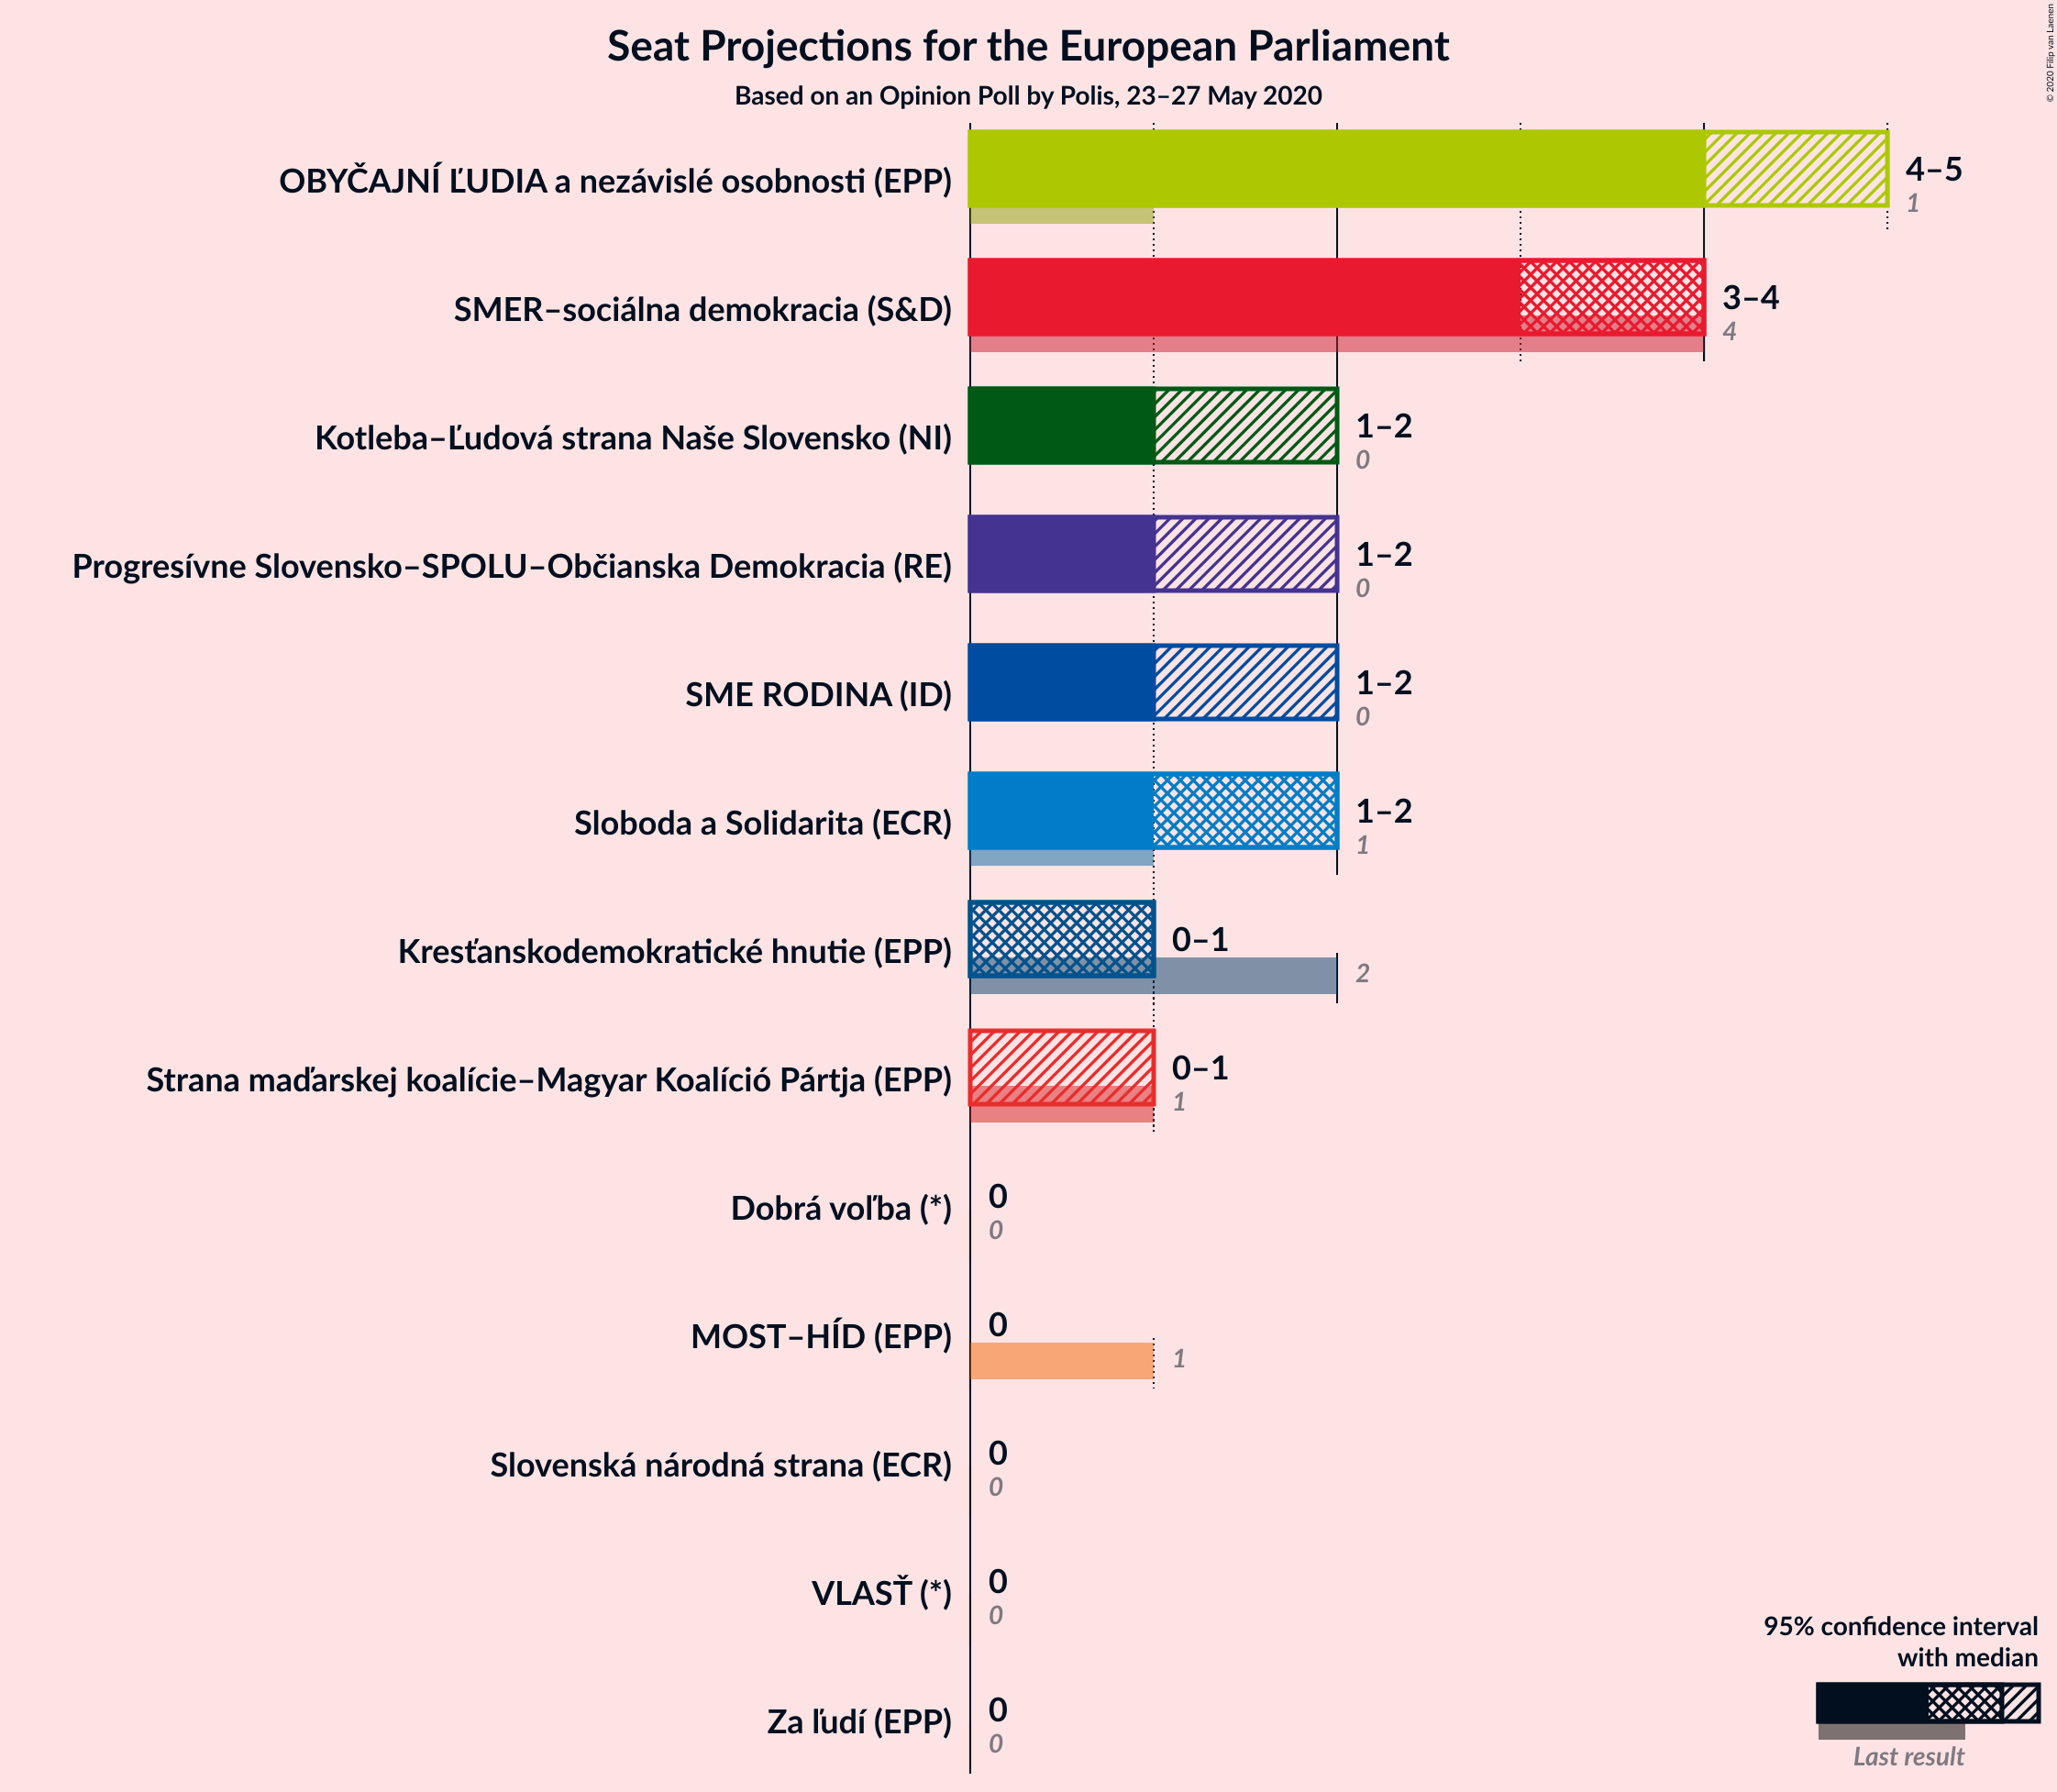 Seat Projections for the European Parliament
Based on an Opinion Poll by Polis, 23–27 May 2020
© 2020 Filip van Laenen
OBYČAJNÍ ĽUDIA a nezávislé osobnosti (EPP)
4–5
1
SMER–sociálna demokracia (S&D)
3–4
4
Kotleba–Ľudová strana Naše Slovensko (NI)
1–2
0
Progresívne Slovensko–SPOLU–Občianska Demokracia (RE)
1–2
0
SME RODINA (ID)
1–2
0
Sloboda a Solidarita (ECR)
1–2
1
Kresťanskodemokratické hnutie (EPP)
0–1
2
Strana maďarskej koalície–Magyar Koalíció Pártja (EPP)
0–1
1
Dobrá voľba (*)
0
0
MOST–HÍD (EPP)
0
1
Slovenská národná strana (ECR)
0
0
VLASŤ (*)
0
0
Za ľudí (EPP)
0
0
95% confidence interval
with median
Last result